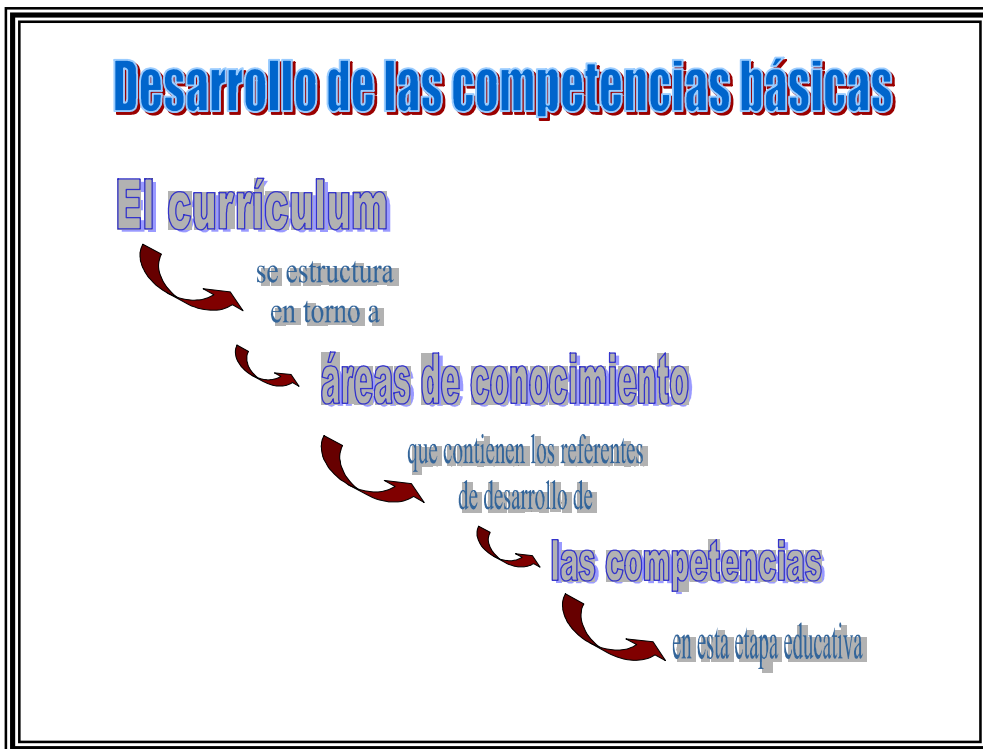 Desarrollo de las competencias básicas
El currículum
se estructura
en torno a
áreas de conocimiento
que contienen los referentes
de desarrollo de
las competencias
en esta etapa educativa